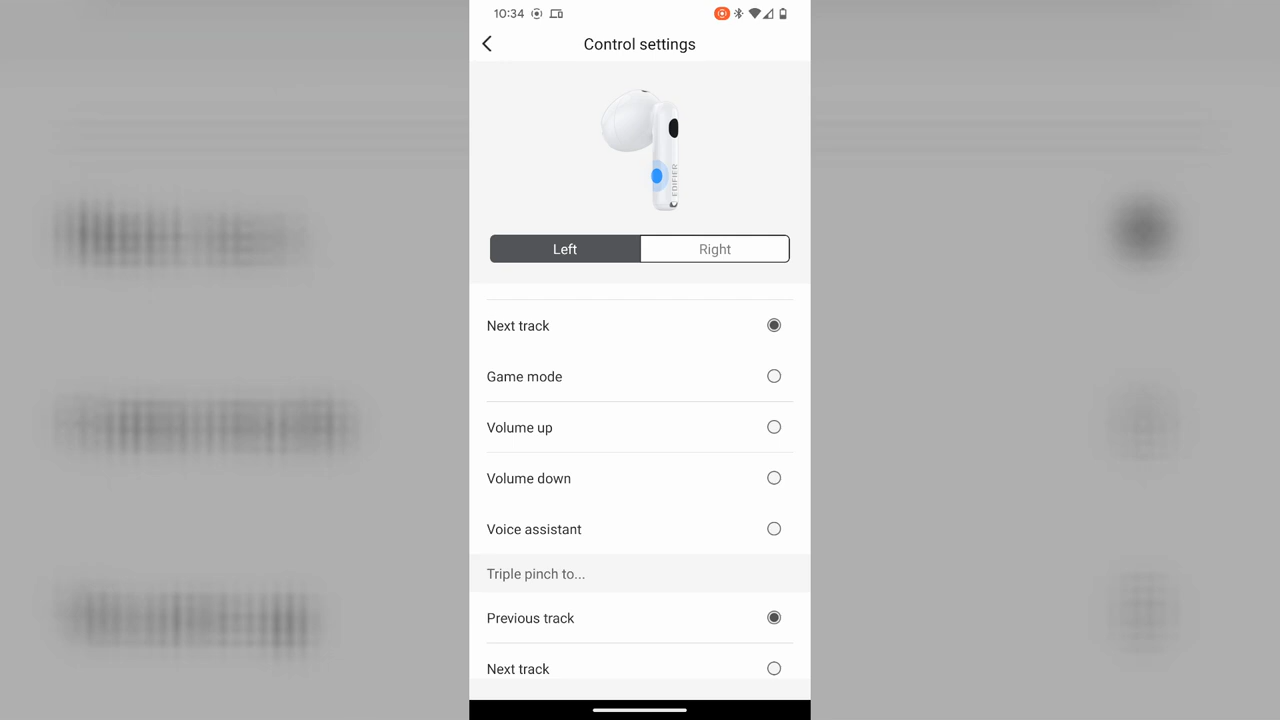 10:34
Control settings
EDIFIER
Left
Right
Next track
Game mode
Volume up
Volume down
Voice assistant
Triple pinch to...
Previous track
Next track